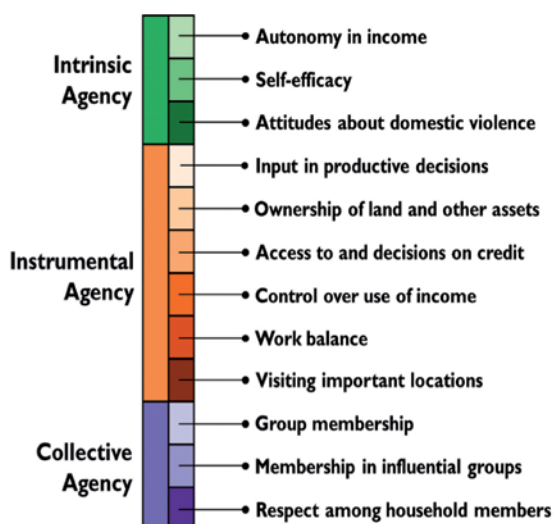 Intrinsic
Agency
Autonomy in income
Self-efficacy
Attitudes about domestic violence
Instrumental
Agency
Input in productive decisions
Ownership of land and other assets
Access to and decisions on credit
Control over use of income
Work balance
Visiting important locations
Collective
Agency
Group membership
Membership in influential groups
Respect among household members